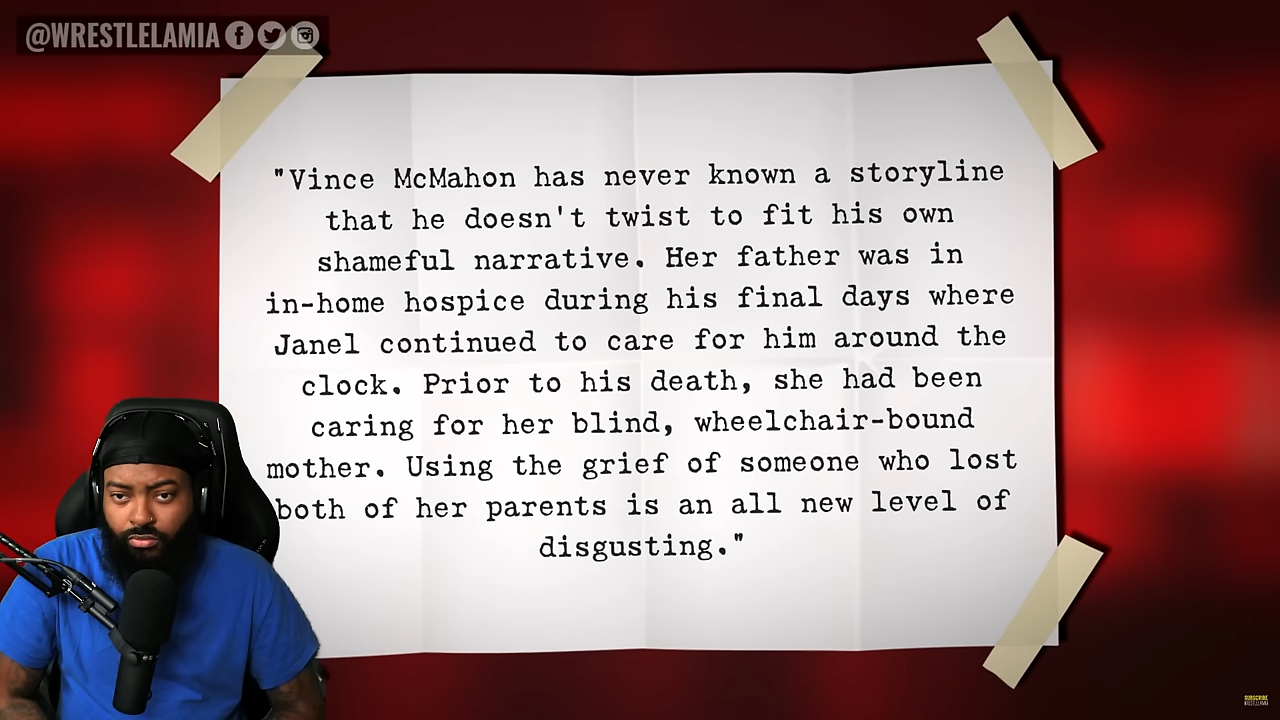 @WRESTLELAMIA
"Vince McMahon has never known a storyline
that he doesn't twist to fit his own
shameful narrative. Her father was in
in-home hospice during his final days where
Janel continued to care for him around the
clock. Prior to his death, she had been
caring for her blind, wheelchair-bound
mother. Using the grief of someone who lost
both of her parents is an all new level of
disgusting."
SUBSCRIBE
WRESTLELAMIA